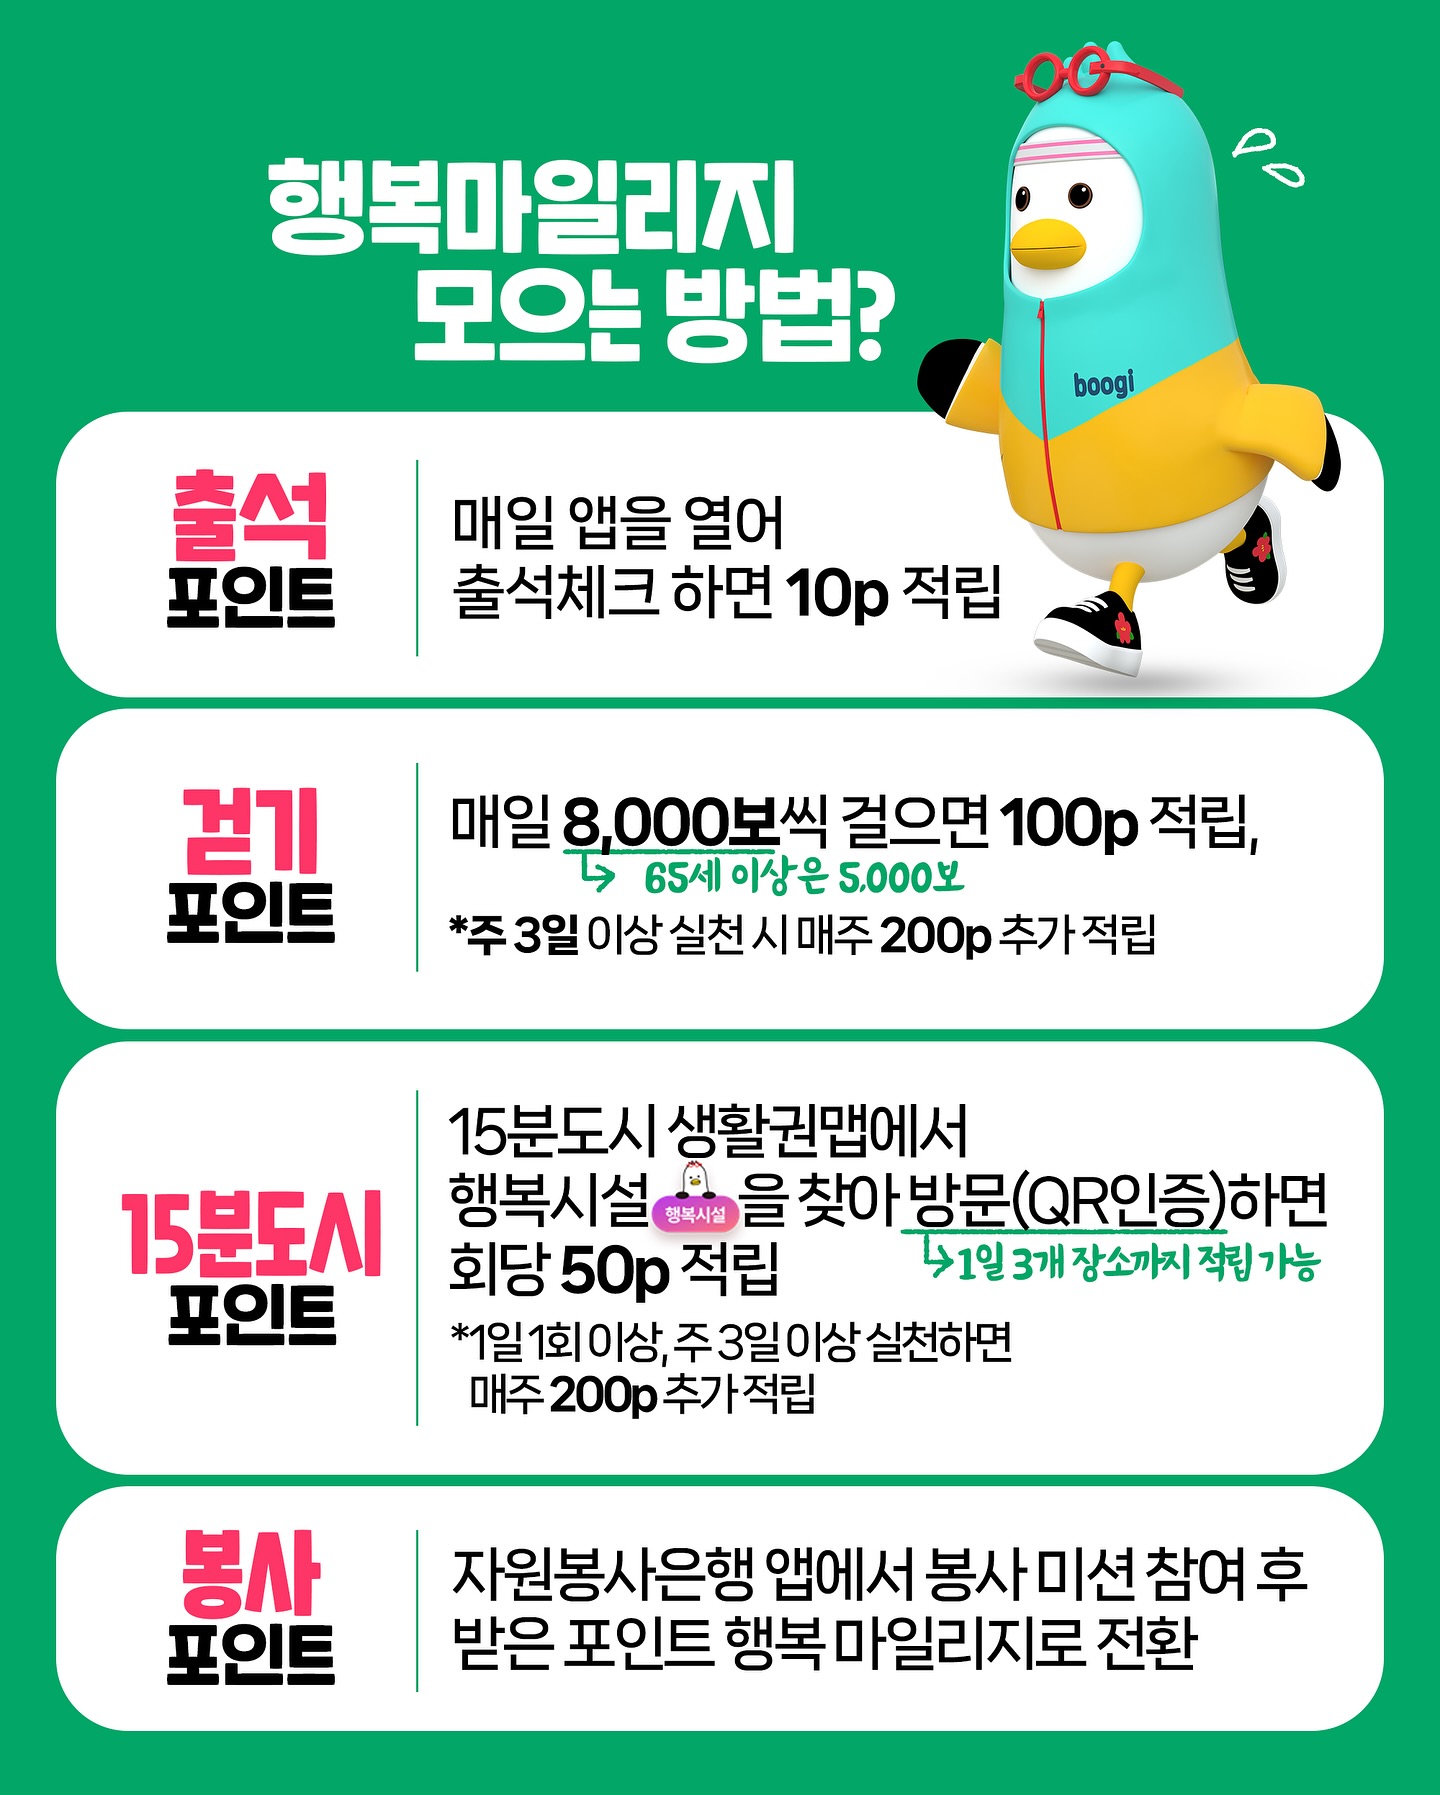 행복마일리지
모으는 방법?
boogi
출석
포인트
매일 앱을 열어
출석체크 하면 10p 적립
걷기
포인트
매일 8,000보씩 걸으면 100p 적립,
65세 이상은 5,000보
*주 3일 이상 실천 시 매주 200p 추가 적립
15분도시
포인트
15분도시 생활권맵에서
행복시설 행복시설 을 찾아 방문(QR인증)하면
회당 50p 적립
1일 3개 장소까지 적립 가능
*1일 1회 이상, 주 3일 이상 실천하면
매주 200p 추가 적립
봉사
포인트
자원봉사은행 앱에서 봉사 미션 참여 후
받은 포인트 행복 마일리지로 전환